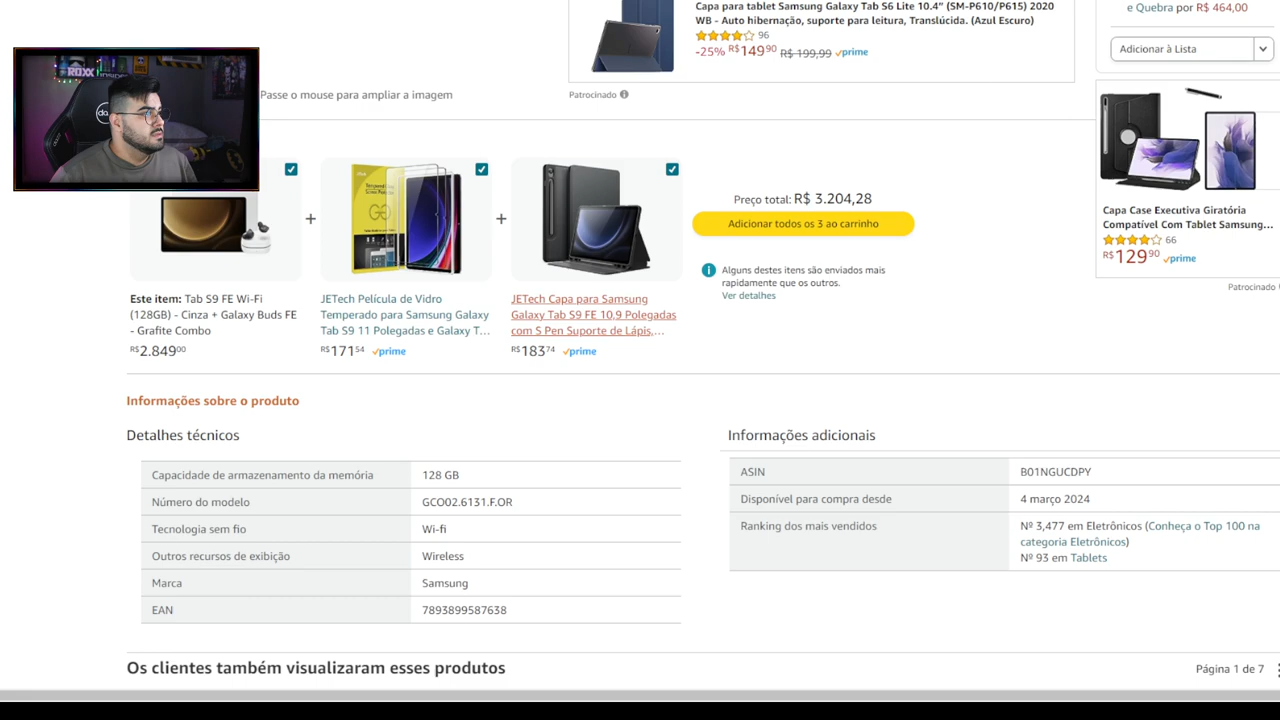 Capa para tablet Samsung Galaxy Tab S6 Lite 10.4" (SM-P610/P615) 2020
WB - Auto hibernação, suporte para leitura, Translúcida. (Azul Escuro)
96
-25% R$149,90 R$ 199,99 prime
Patrocinado
e Quebra por R$ 464,00
Adicionar à Lista
ROXX
Passe o mouse para ampliar a imagem
+
+
Preço total: R$ 3.204,28
Adicionar todos os 3 ao carrinho
Alguns destes itens são enviados mais
rapidamente que os outros.
Ver detalhes
Este item: Tab S9 FE Wi-Fi
(128GB) - Cinza + Galaxy Buds FE
- Grafite Combo
R$2.849,00
JETech Película de Vidro
Temperado para Samsung Galaxy
Tab S9 11 Polegadas e Galaxy T...
R$171,54 prime
JETech Capa para Samsung
Galaxy Tab S9 FE 10,9 Polegadas
com S Pen Suporte de Lápis,...
R$183,74 prime
Capa Case Executiva Giratória
Compatível Com Tablet Samsung...
66
R$129,90 prime
Patrocinado
Informações sobre o produto
Detalhes técnicos
Capacidade de armazenamento da memória 128 GB
Número do modelo GCO02.6131.F.OR
Tecnologia sem fio Wi-fi
Outros recursos de exibição Wireless
Marca Samsung
EAN 7893899587638
Informações adicionais
ASIN B01NGUCDPY
Disponível para compra desde 4 março 2024
Ranking dos mais vendidos Nº 3,477 em Eletrônicos (Conheça o Top 100 na
categoria Eletrônicos)
Nº 93 em Tablets
Os clientes também visualizaram esses produtos
Página 1 de 7